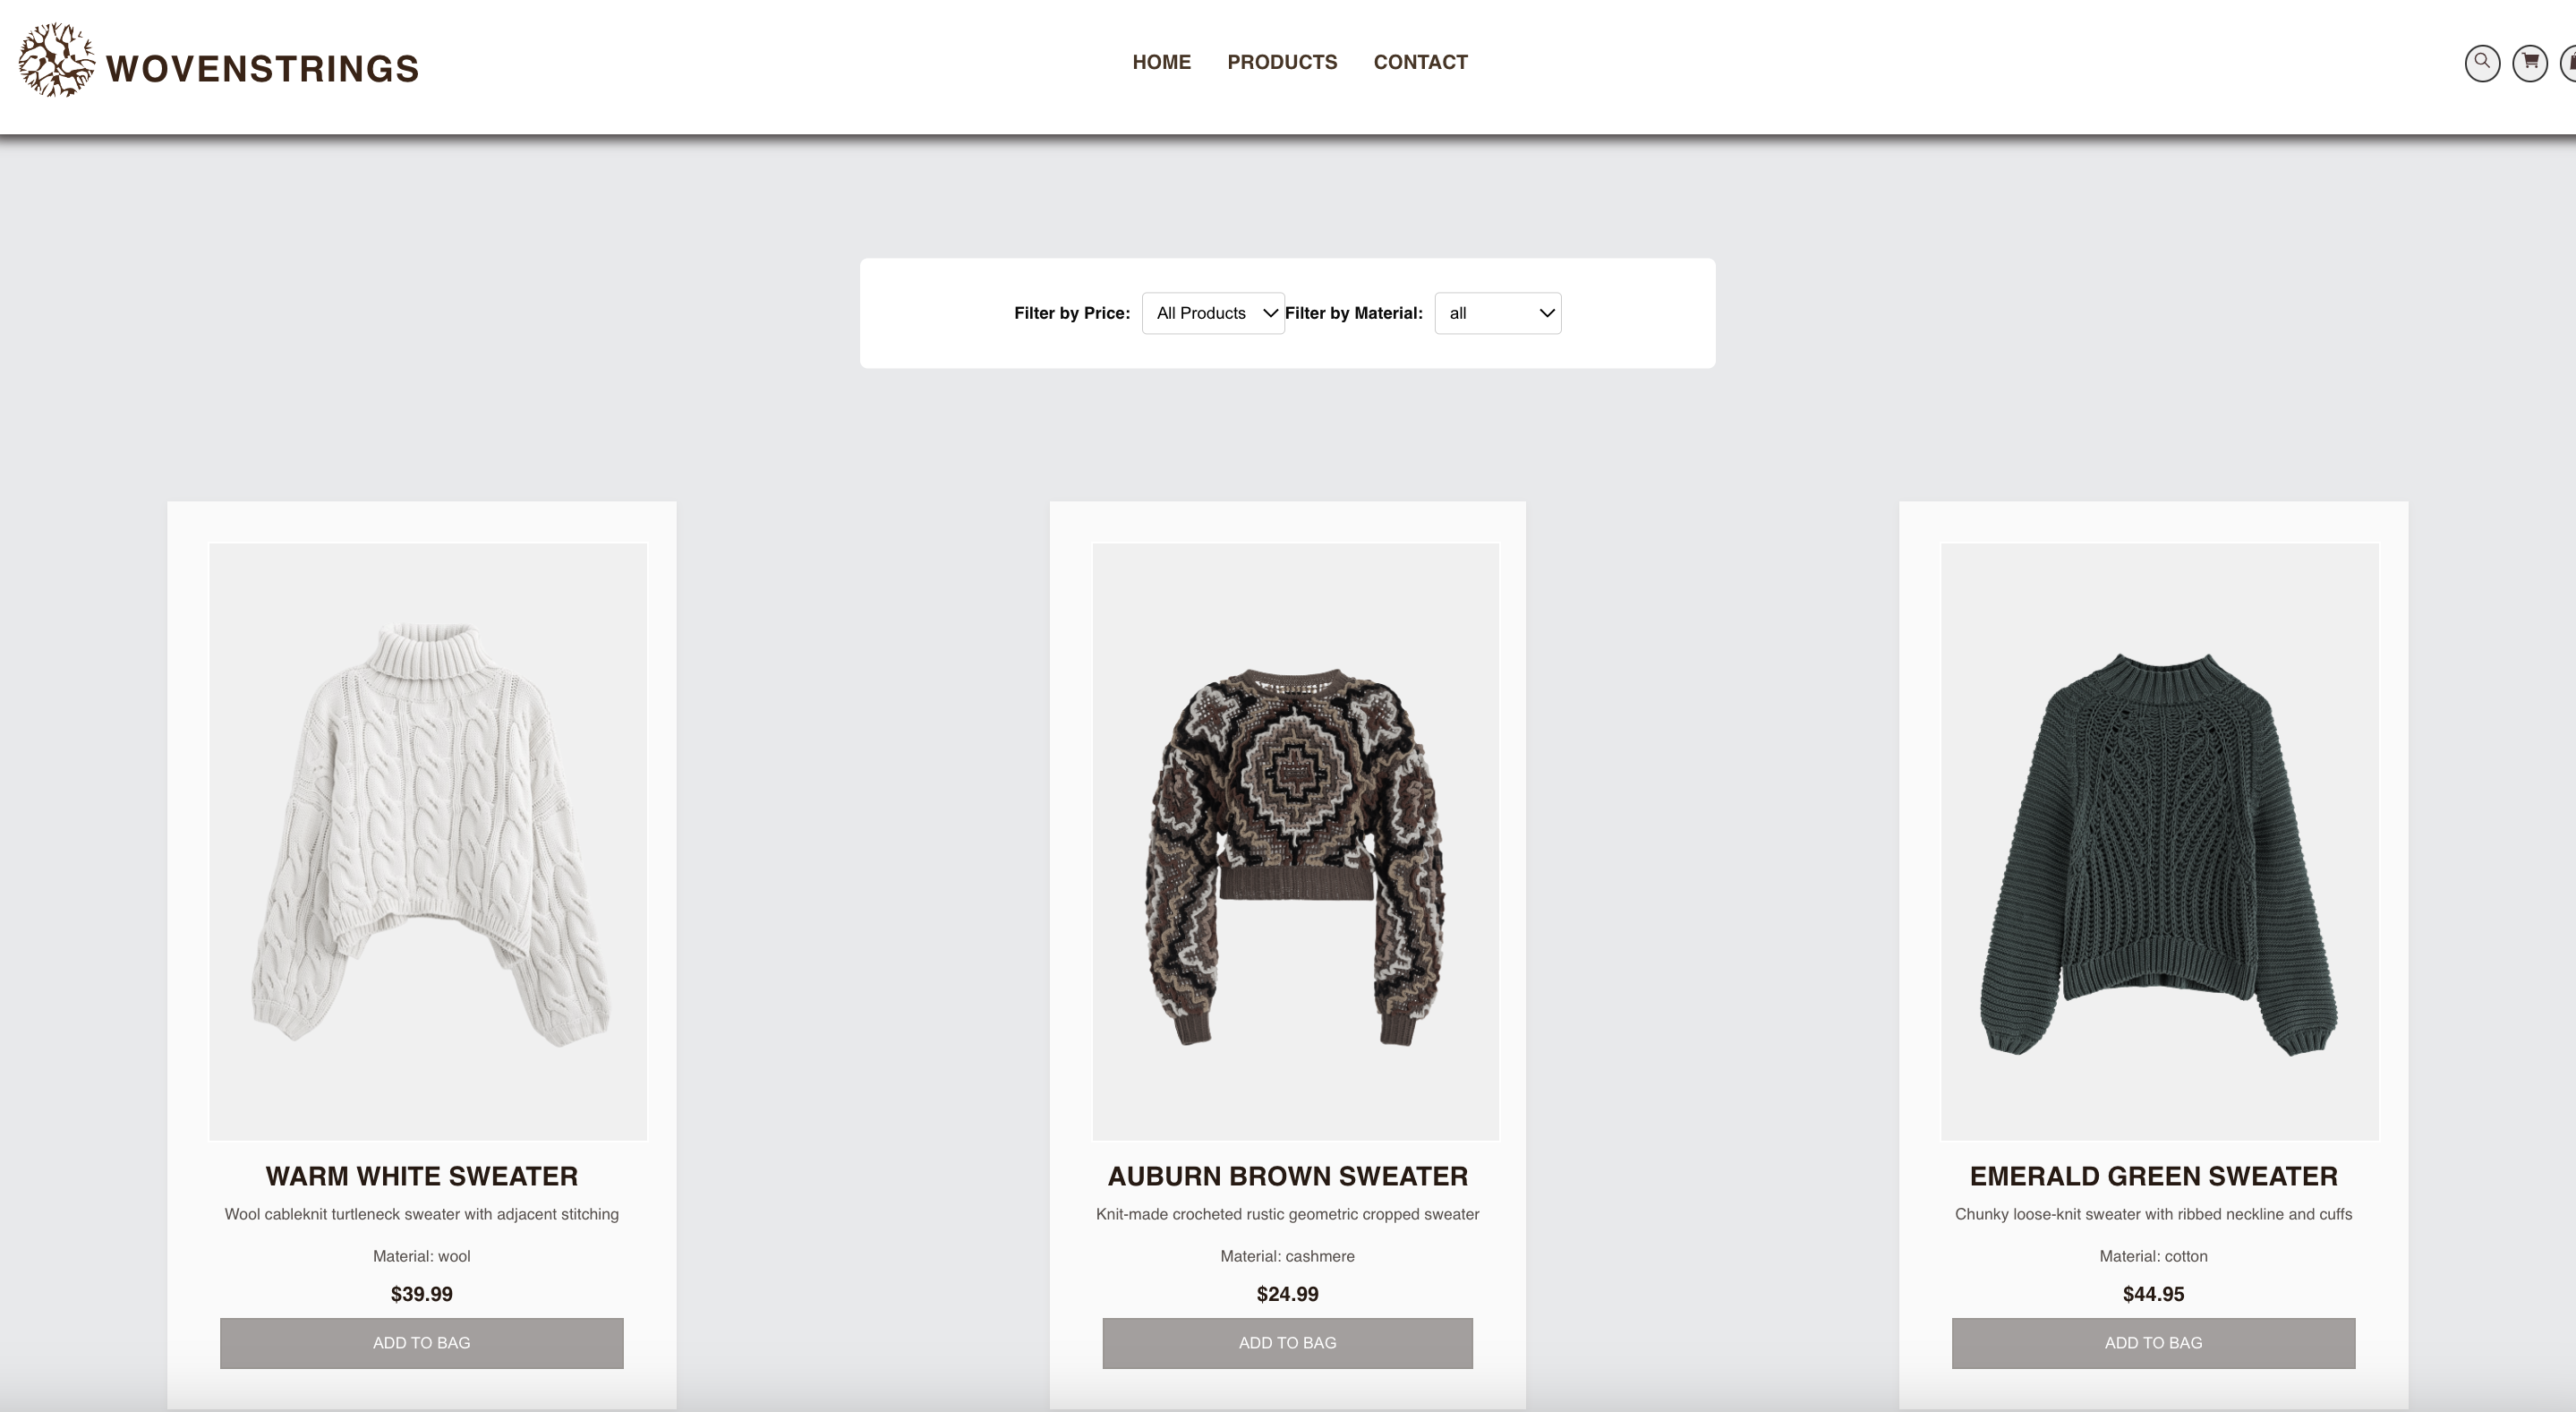 WOVENSTRINGS
HOME PRODUCTS CONTACT
Filter by Price: All Products Filter by Material: all
WARM WHITE SWEATER
Wool cableknit turtleneck sweater with adjacent stitching
Material: wool
$39.99
ADD TO BAG
AUBURN BROWN SWEATER
Knit-made crocheted rustic geometric cropped sweater
Material: cashmere
$24.99
ADD TO BAG
EMERALD GREEN SWEATER
Chunky loose-knit sweater with ribbed neckline and cuffs
Material: cotton
$44.95
ADD TO BAG